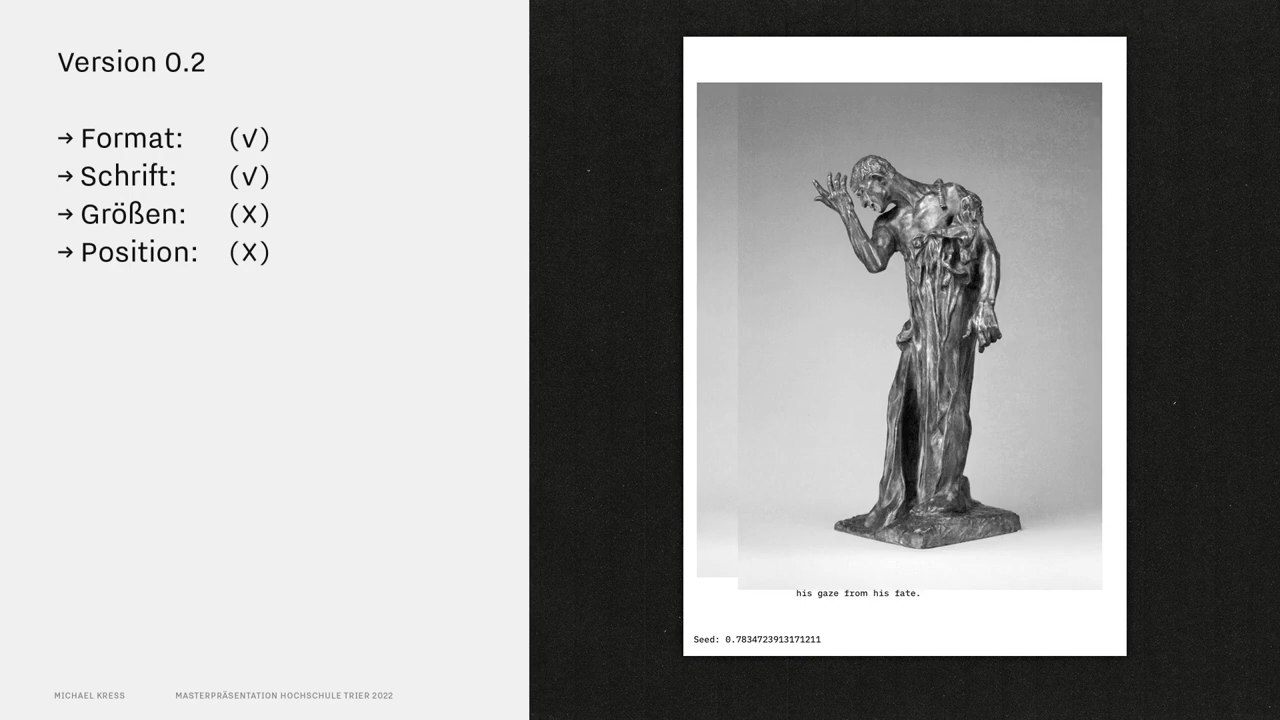 Version 0.2
→ Format: (√)
→ Schrift: (√)
→ Größen: (X)
→ Position: (X)
his gaze from his fate.
Seed: 0.7834723913171211
MICHAEL KRESS MASTERPRÄSENTATION HOCHSCHULE TRIER 2022